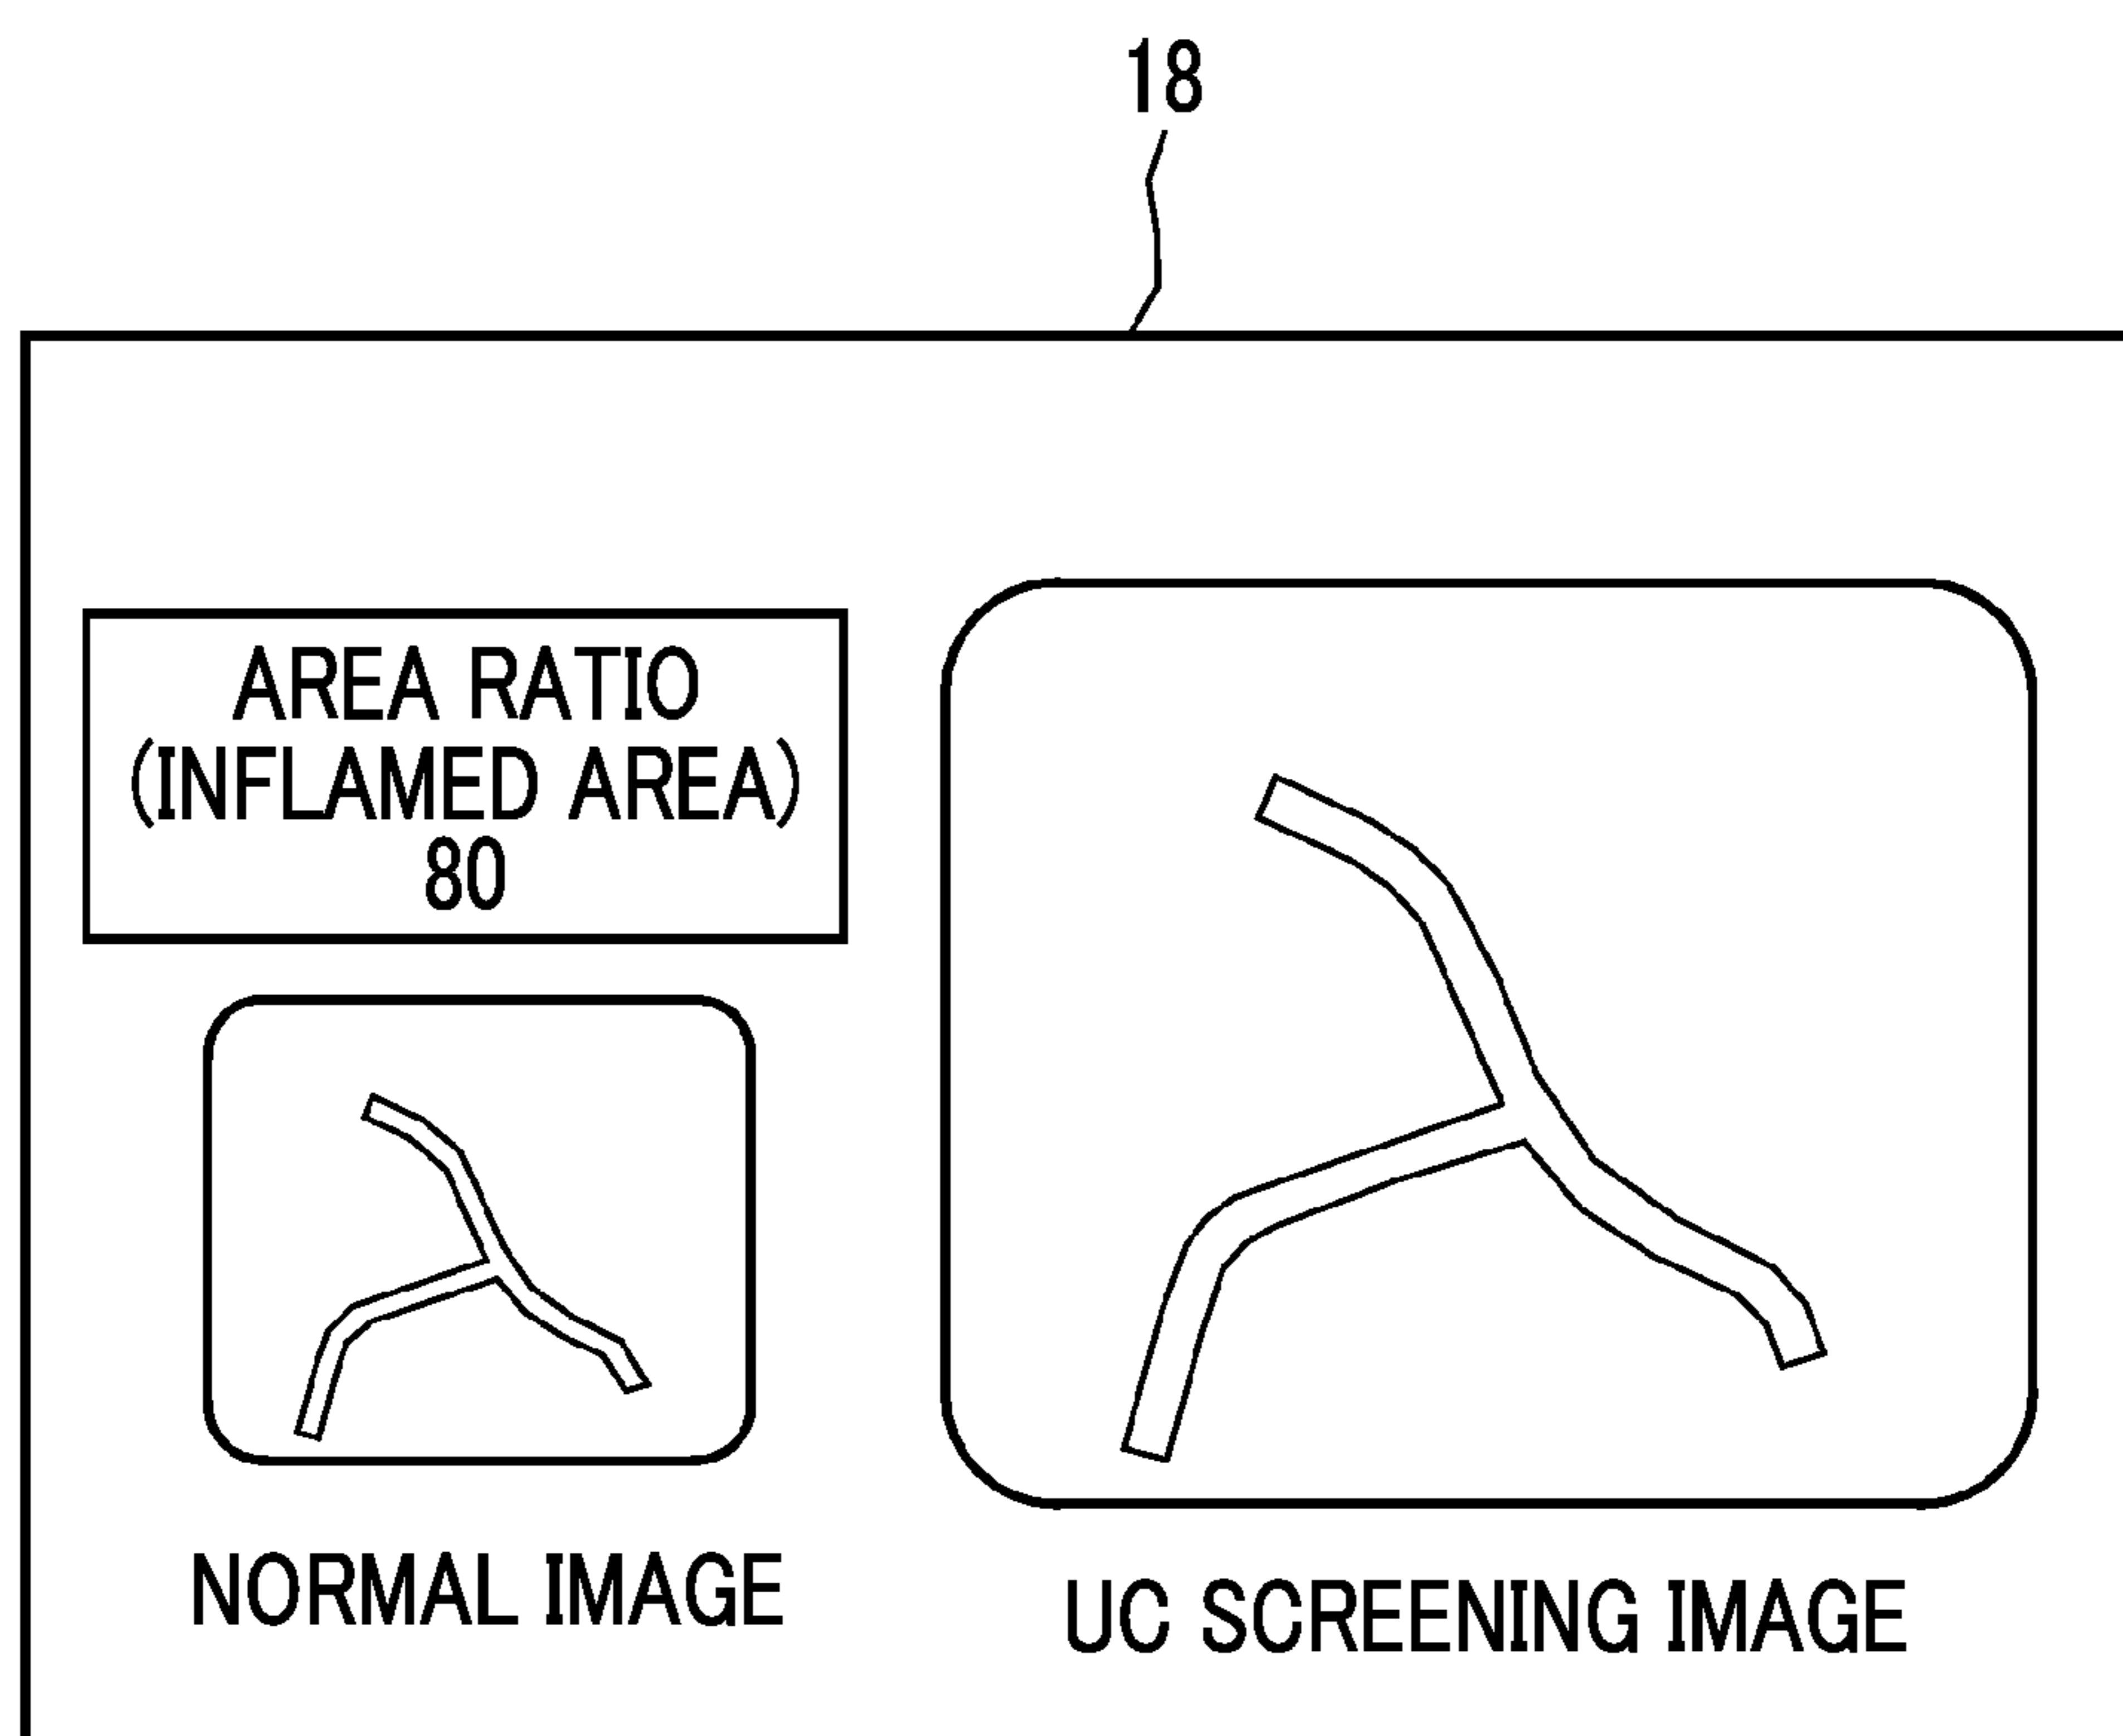 18
AREA RATIO
(INFLAMED AREA)
80
NORMAL IMAGE
UC SCREENING IMAGE